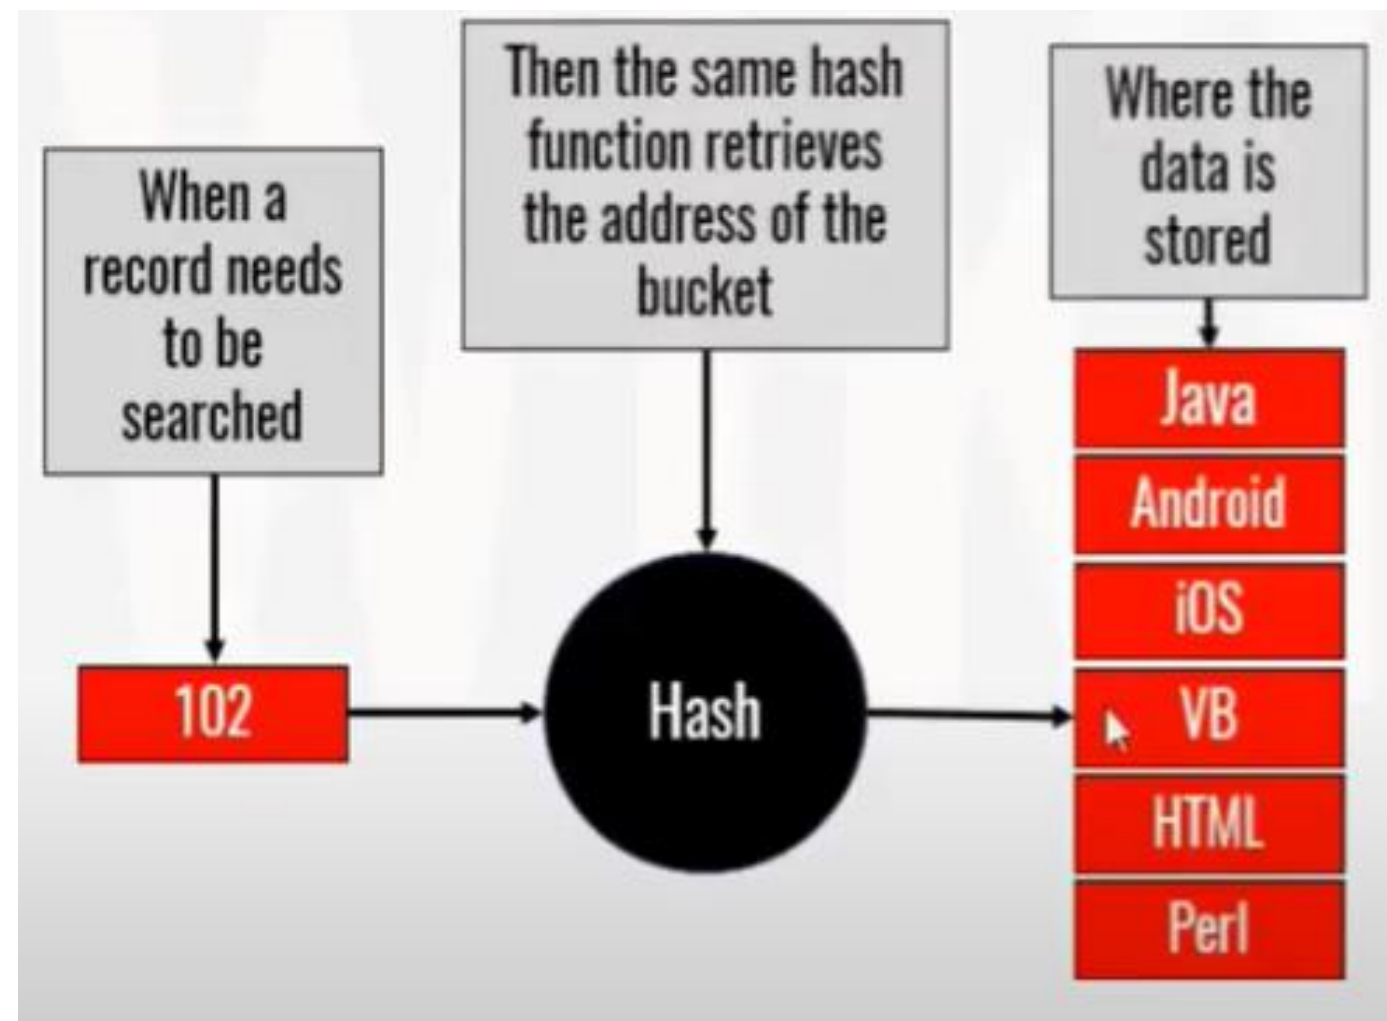 When a
record needs
to be
searched
Then the same hash
function retrieves
the address of the
bucket
Where the
data is
stored
102
Hash
Java
Android
iOS
VB
HTML
Perl